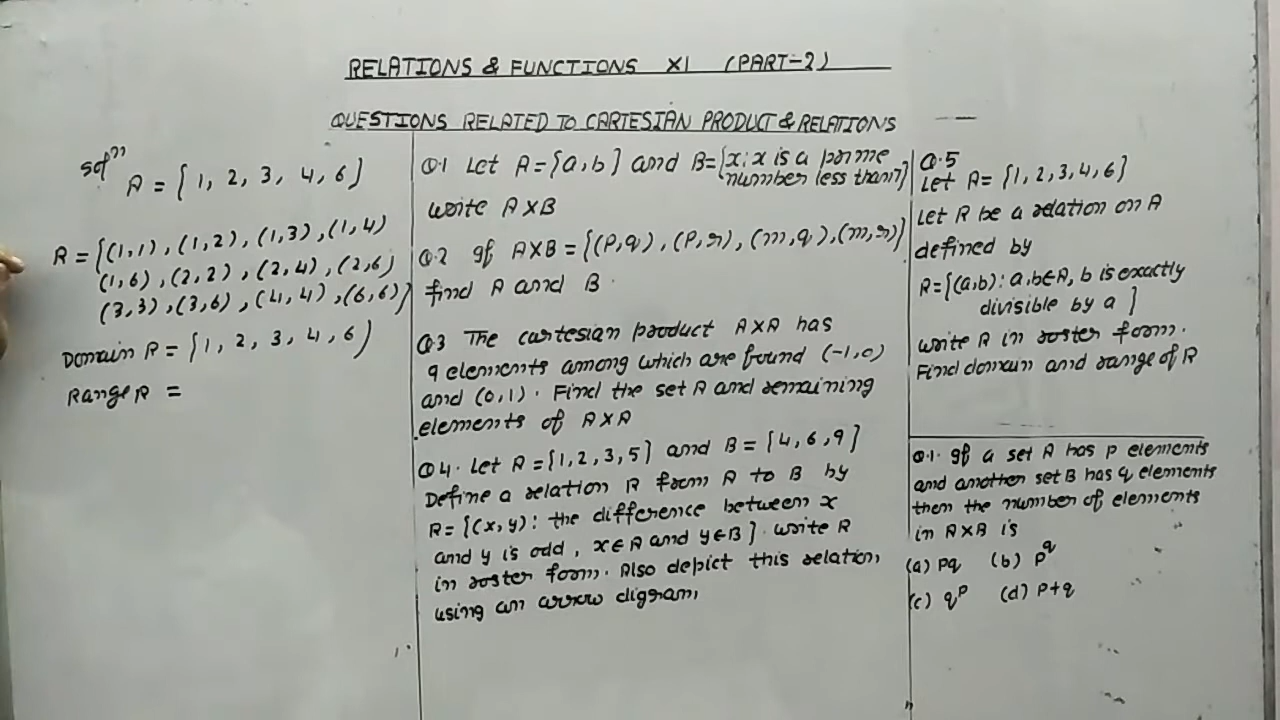 RELATIONS & FUNCTIONS XI (PART-2)
QUESTIONS RELATED TO CARTESIAN PRODUCT & RELATIONS
Solⁿ
A = {1, 2, 3, 4, 6}
R = {(1,1), (1,2), (1,3), (1,4)
(1,6), (2,2), (2,4), (2,6)
(3,3), (3,6), (4,4), (6,6)}
Domain R = {1, 2, 3, 4, 6}
Range R =
Q.1 Let A = {a,b} and B = {x: x is a prime
number less than 7}
write A×B
Q.2 If A×B = {(P,q), (P,r), (m,q), (m,r)}
find A and B.
Q.3 The cartesian product A×A has
9 elements among which are found (-1,0)
and (0,1). Find the set A and remaining
elements of A×A
Q4. Let A = {1,2,3,5} and B = {4,6,9}
Define a relation R from A to B by
R = {(x,y): the difference between x
and y is odd, x∈A and y∈B}. write R
in roster form. Also depict this relation,
using an arrow digram,
Q.5
Let A = {1,2,3,4,6}
Let R be a relation on A
defined by
R = {(a,b): a,b∈A, b is exactly
divisible by a}
write R in roster form.
Find domain and range of R
Q.1. If a set A has p elements
and another set B has q elements
then the number of elements
in A×B is
(a) pq (b) p^q
(c) q^p (d) p+q